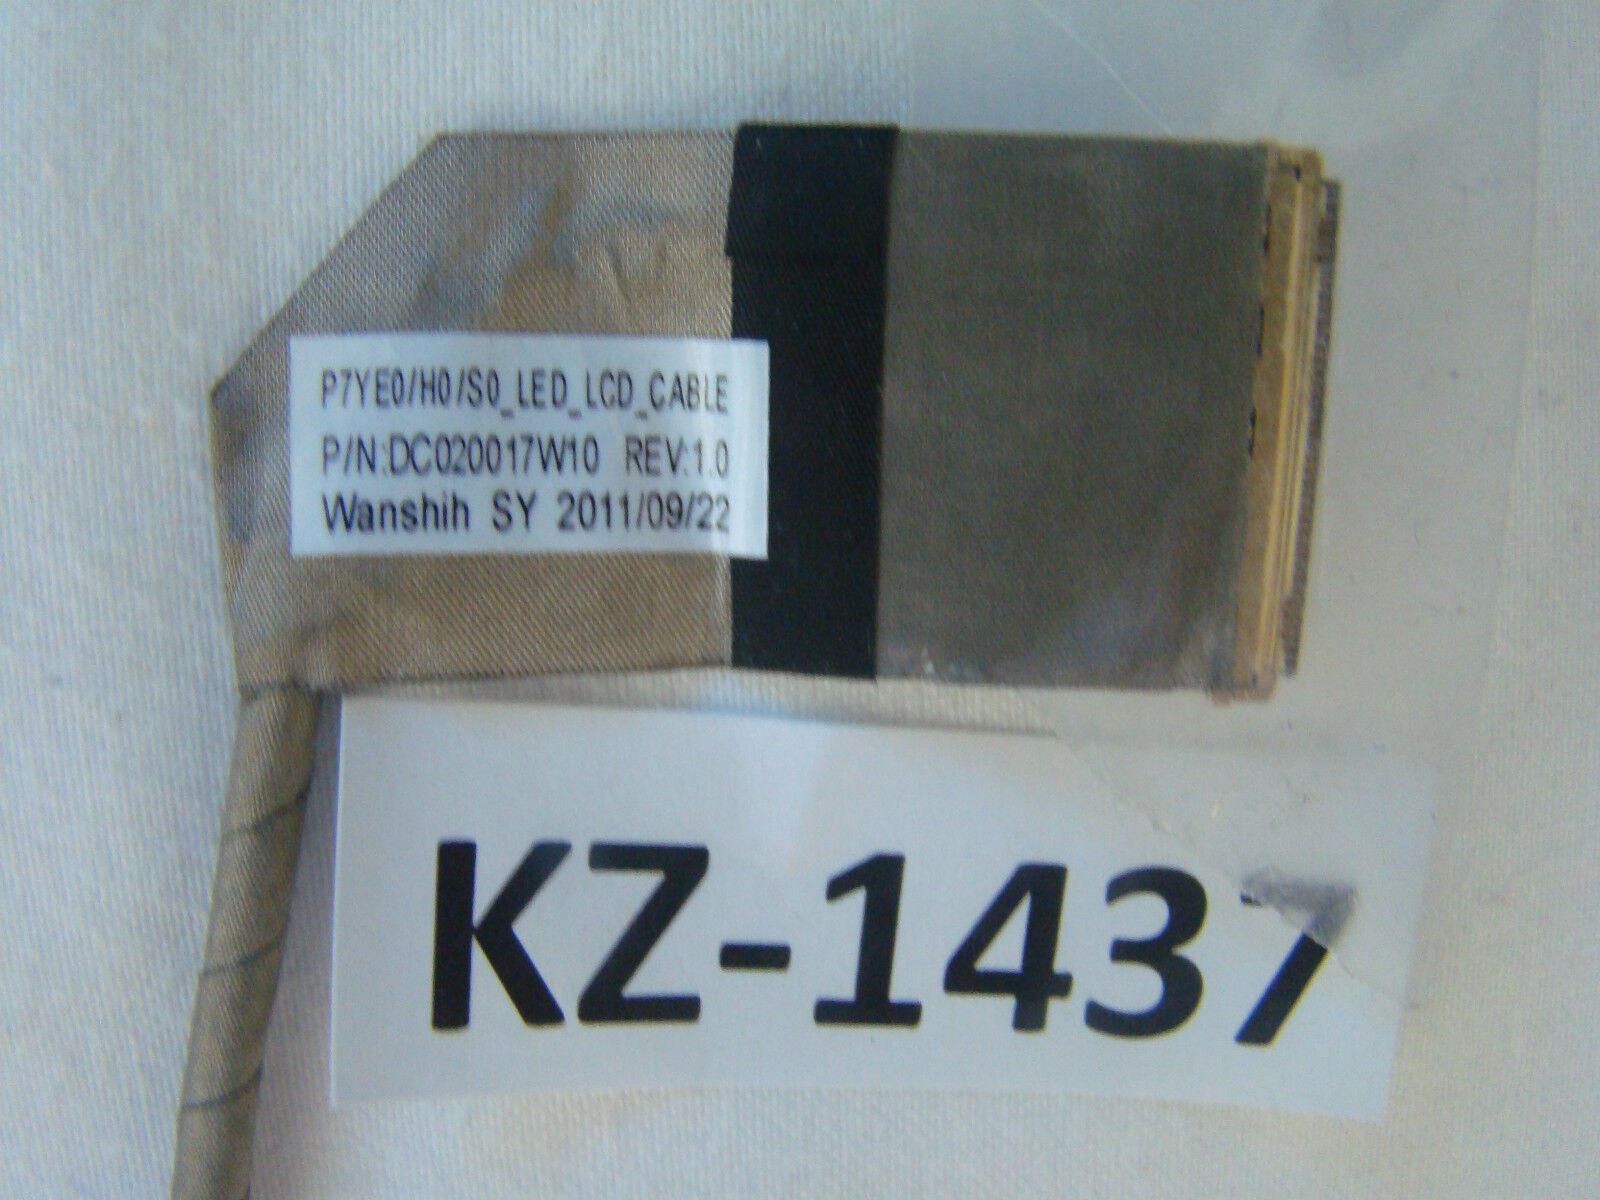 P7YE0/H0/S0_LED_LCD_CABLE
P/N:DC020017W10 REV:1.0
Wanshih SY 2011/09/22
KZ-1437